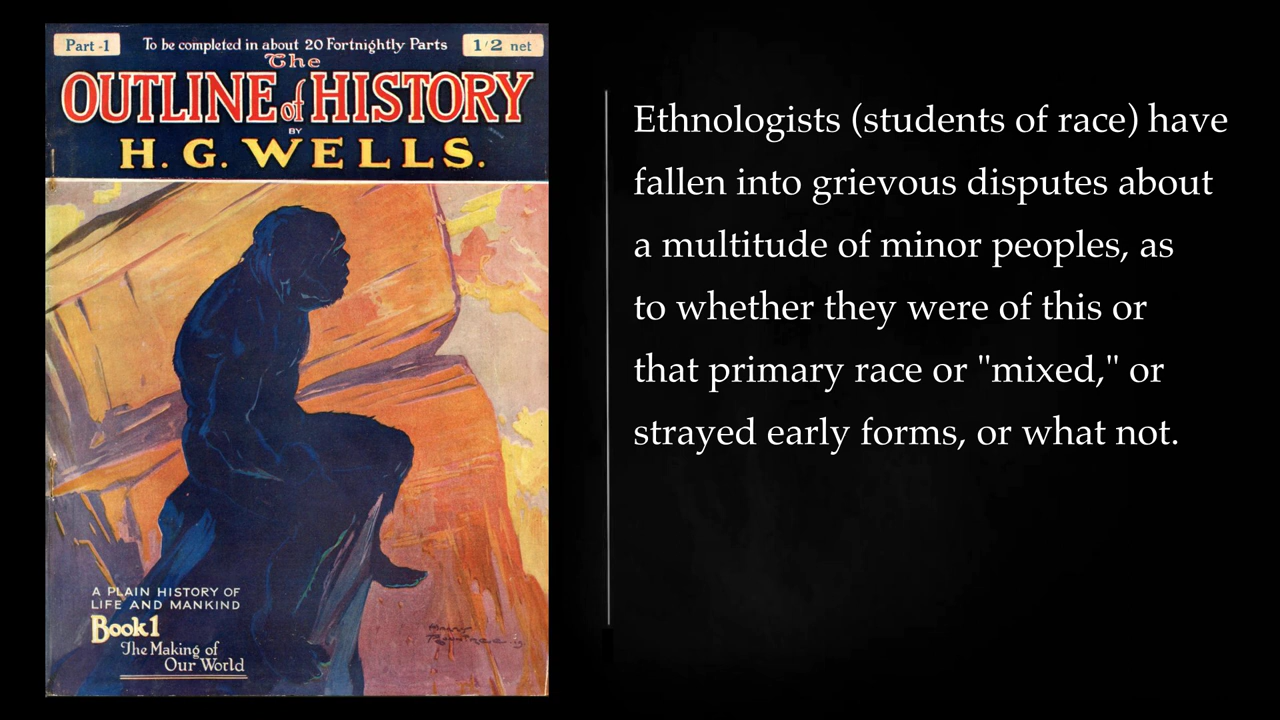 Part -1
To be completed in about 20 Fortnightly Parts
1/2 net
The
OUTLINE of HISTORY
BY
H. G. WELLS.
A PLAIN HISTORY OF
LIFE AND MANKIND
Book 1
The Making of
Our World
Ethnologists (students of race) have
fallen into grievous disputes about
a multitude of minor peoples, as
to whether they were of this or
that primary race or "mixed," or
strayed early forms, or what not.